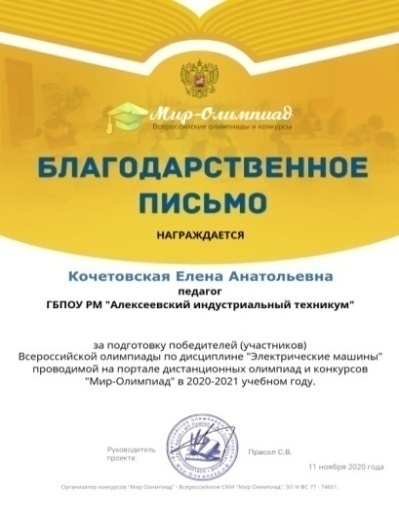 Мир-Олимпиад
Всероссийские олимпиады и конкурсы
БЛАГОДАРСТВЕННОЕ
ПИСЬМО
НАГРАЖДАЕТСЯ
Кочетовская Елена Анатольевна
педагог
ГБПОУ РМ "Алексеевский индустриальный техникум"
за подготовку победителей (участников)
Всероссийской олимпиады по дисциплине "Электрические машины"
проводимой на портале дистанционных олимпиад и конкурсов
"Мир-Олимпиад" в 2020-2021 учебном году.
Руководитель
проекта:
Прасол С.В.
11 ноября 2020 года
Организатор конкурсов "Мир Олимпиад" - Всероссийское СМИ "Мир Олимпиад". ЭЛ N ФС 77 - 74651.